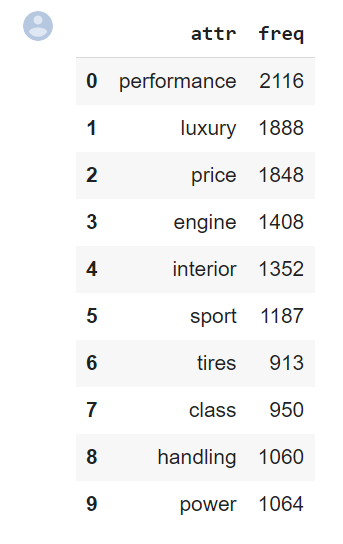 attr freq
0 performance 2116
1 luxury 1888
2 price 1848
3 engine 1408
4 interior 1352
5 sport 1187
6 tires 913
7 class 950
8 handling 1060
9 power 1064